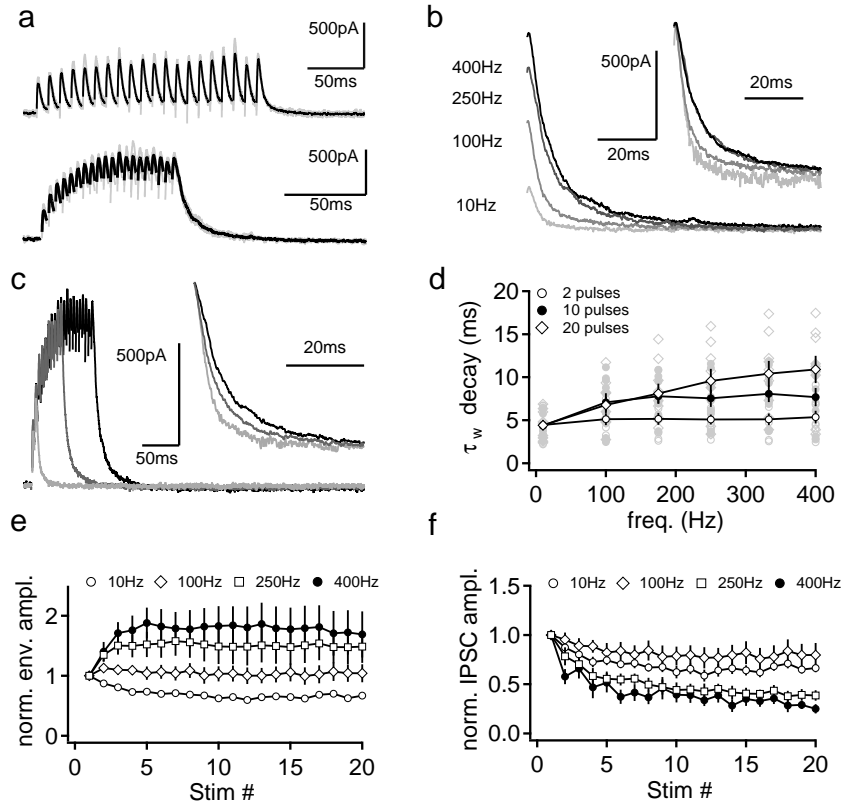 a
500pA
50ms
500pA
50ms
b
400Hz
250Hz
100Hz
10Hz
500pA
20ms
20ms
c
500pA
50ms
20ms
d
2 pulses
10 pulses
20 pulses
20
15
10
5
0
τw decay (ms)
0 100 200 300 400
freq. (Hz)
e
10Hz 100Hz 250Hz 400Hz
2
1
0
norm. env. ampl.
0 5 10 15 20
Stim #
f
10Hz 100Hz 250Hz 400Hz
1.5
1.0
0.5
0.0
norm. IPSC ampl.
0 5 10 15 20
Stim #